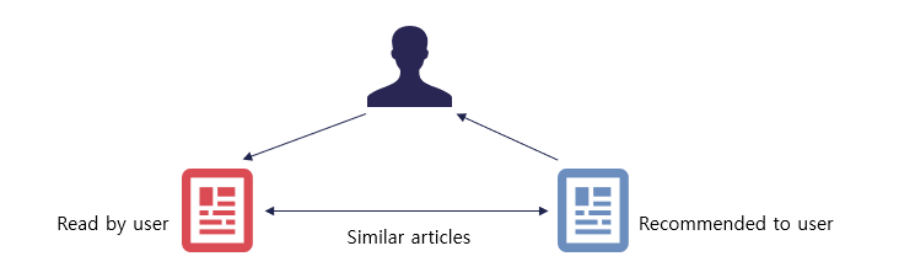 Read by user
Similar articles
Recommended to user